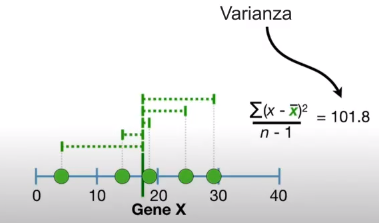 Varianza
Σ(x - x̄)² / n - 1 = 101.8
0 10 20 30 40
Gene X